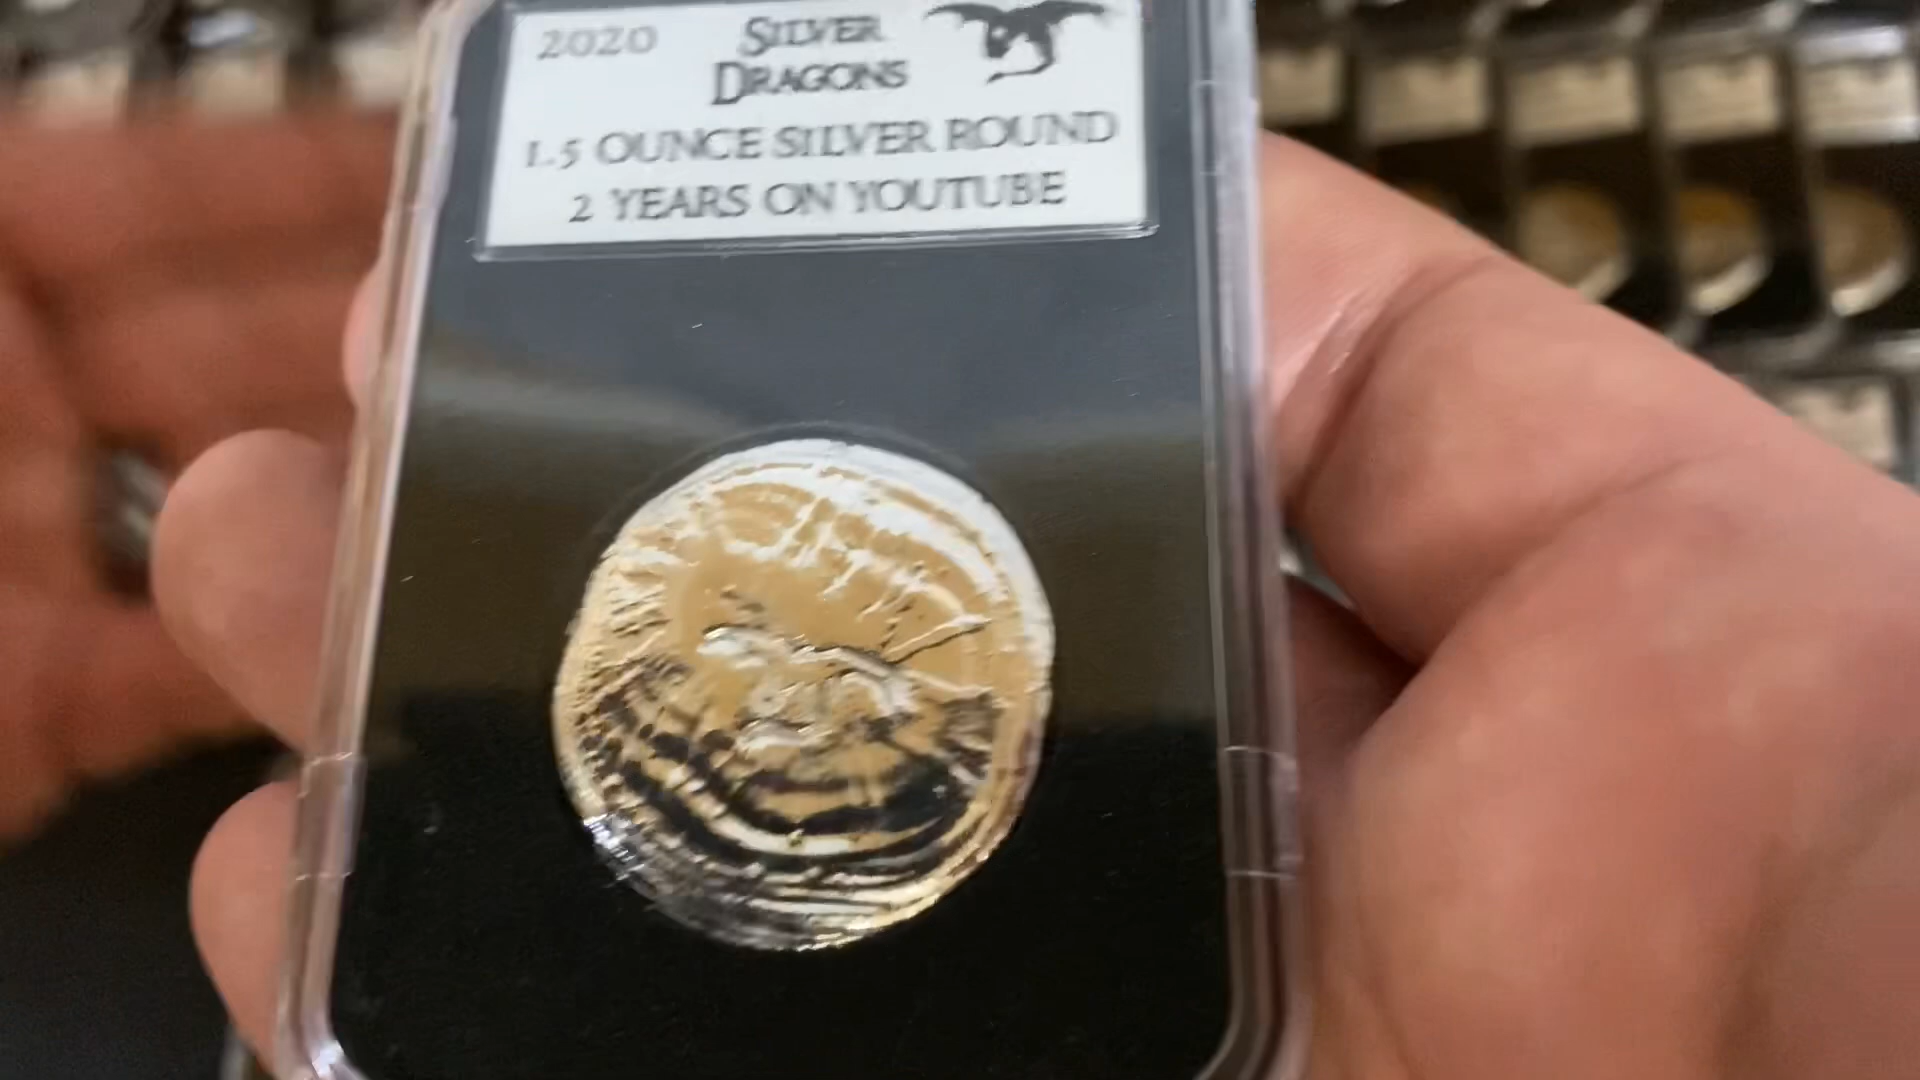 2020 SILVER
DRAGONS
1.5 OUNCE SILVER ROUND
2 YEARS ON YOUTUBE